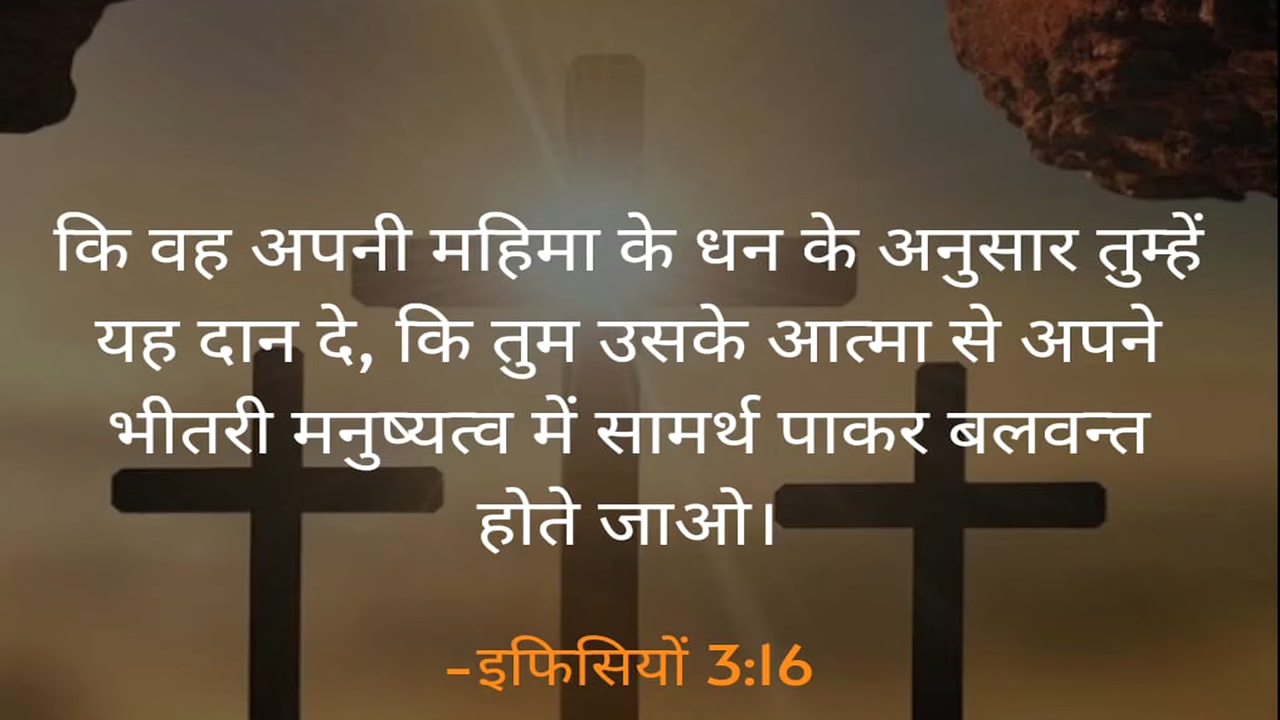 कि वह अपनी महिमा के धन के अनुसार तुम्हें
यह दान दे, कि तुम उसके आत्मा से अपने
भीतरी मनुष्यत्व में सामर्थ पाकर बलवन्त
होते जाओ।
-इफिसियों 3:16